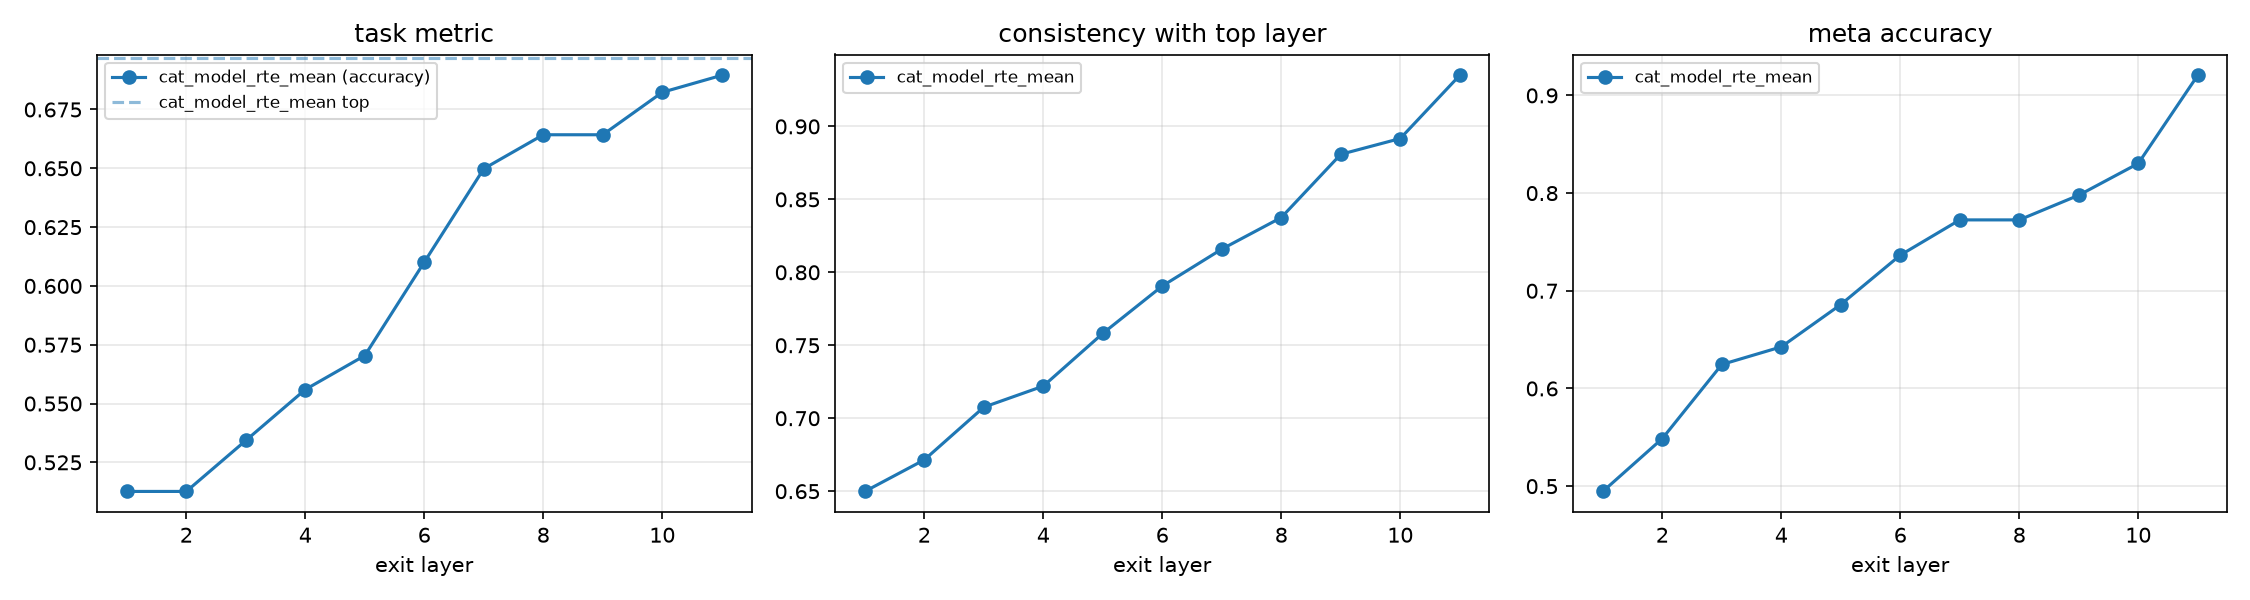 task metric
cat_model_rte_mean (accuracy)
cat_model_rte_mean top
0.675
0.650
0.625
0.600
0.575
0.550
0.525
2 4 6 8 10
exit layer
consistency with top layer
cat_model_rte_mean
0.90
0.85
0.80
0.75
0.70
0.65
2 4 6 8 10
exit layer
meta accuracy
cat_model_rte_mean
0.9
0.8
0.7
0.6
0.5
2 4 6 8 10
exit layer